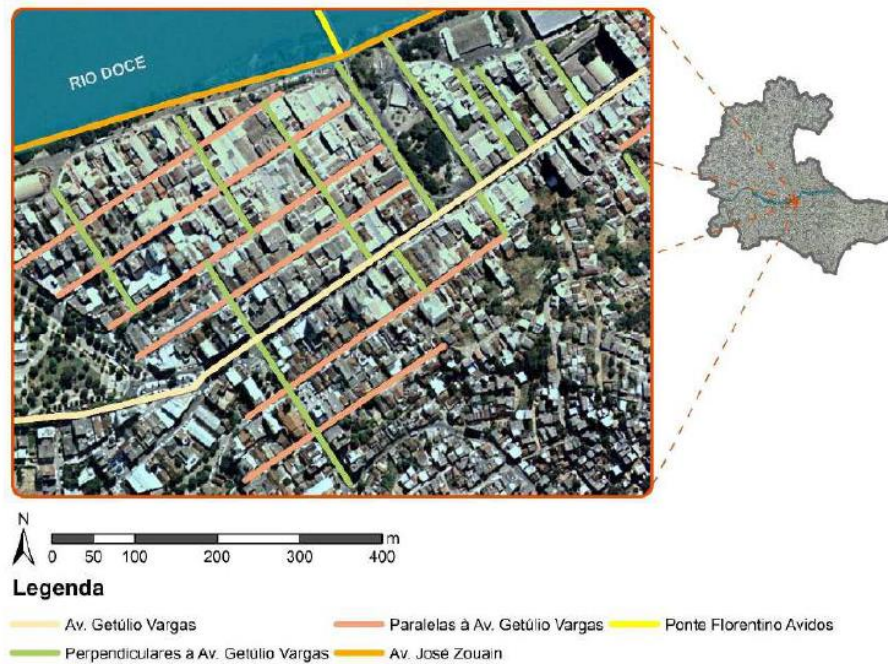 RIO DOCE
N
0 50 100 200 300 400 m
Legenda
Av. Getúlio Vargas Paralelas à Av. Getúlio Vargas Ponte Florentino Avidos
Perpendiculares à Av. Getúlio Vargas Av. José Zouain